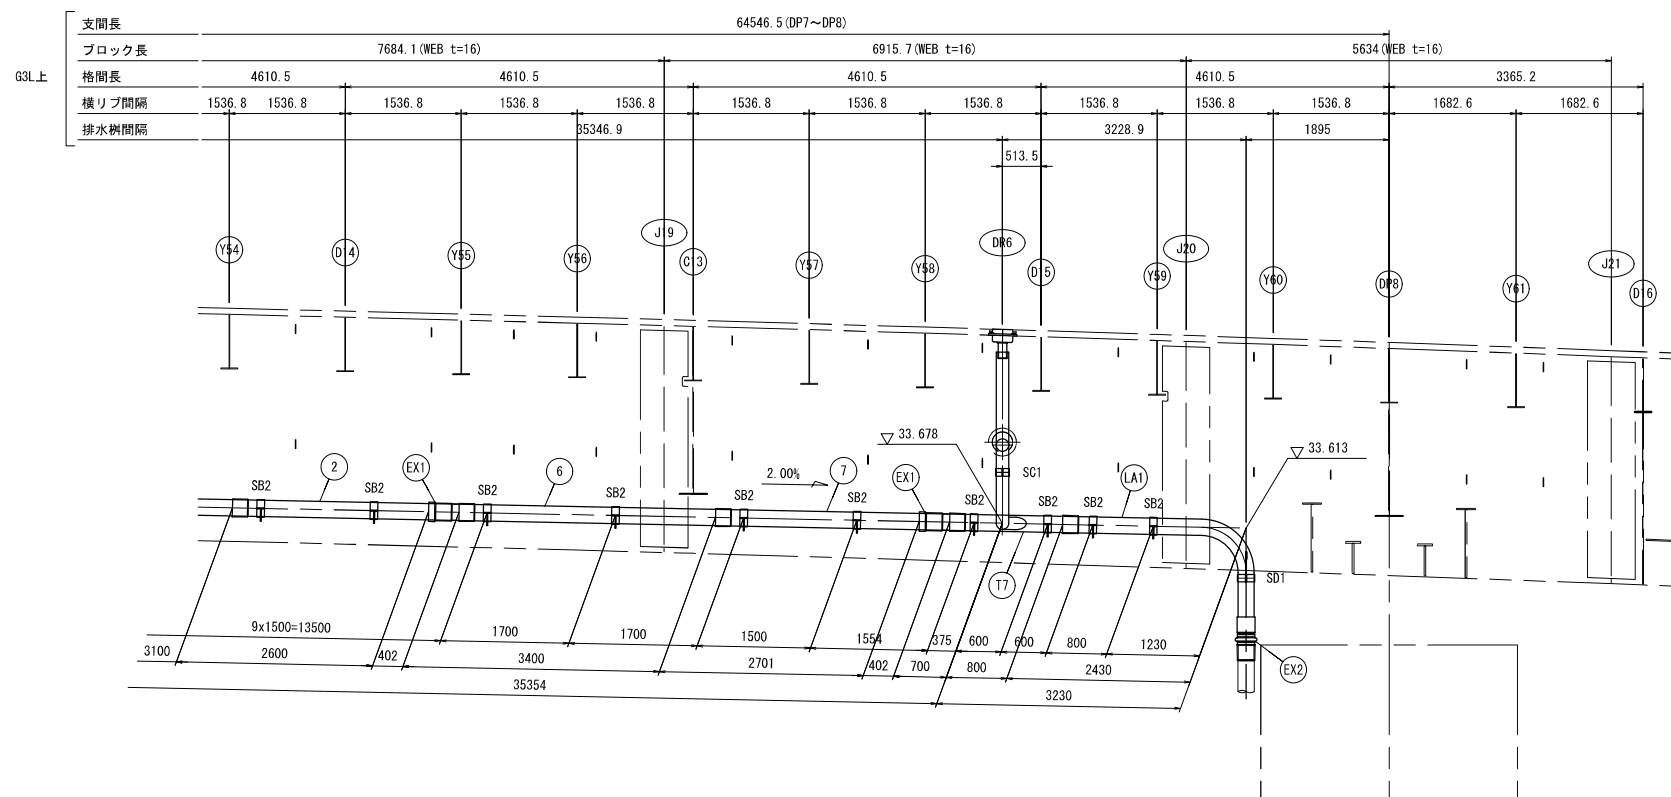 支間長 64546.5(DP7～DP8)
ブロック長 7684.1(WEB t=16) 6915.7(WEB t=16) 5634(WEB t=16)
G3L上
格間長 4610.5 4610.5 4610.5 4610.5 3365.2
横リブ間隔 1536.8 1536.8 1536.8 1536.8 1536.8 1536.8 1536.8 1536.8 1536.8 1536.8 1536.8 1682.6 1682.6
排水桝間隔 35346.9 3228.9 1895
513.5
Y54 D14 Y55 Y56 J19 C13 Y57 Y58 DR6 D15 Y59 J20 Y60 DP8 Y61 J21 D16
33.678 33.613
2 EX1 6 2.00% 7 EX1 SC1 LA1
SB2 SB2 SB2 SB2 SB2 SB2 SB2 SB2 SB2 SB2
T7 SD1
9x1500=13500 1700 1700 1500 1554 375 600 600 800 1230
3100 2600 402 3400 2701 402 700 800 2430
EX2
35354 3230